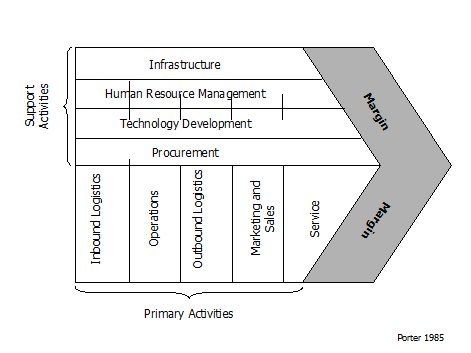 Infrastructure
Human Resource Management
Technology Development
Procurement
Support
Activities
Inbound Logistics
Operations
Outbound Logistics
Marketing and
Sales
Service
Margin
Margin
Primary Activities
Porter 1985